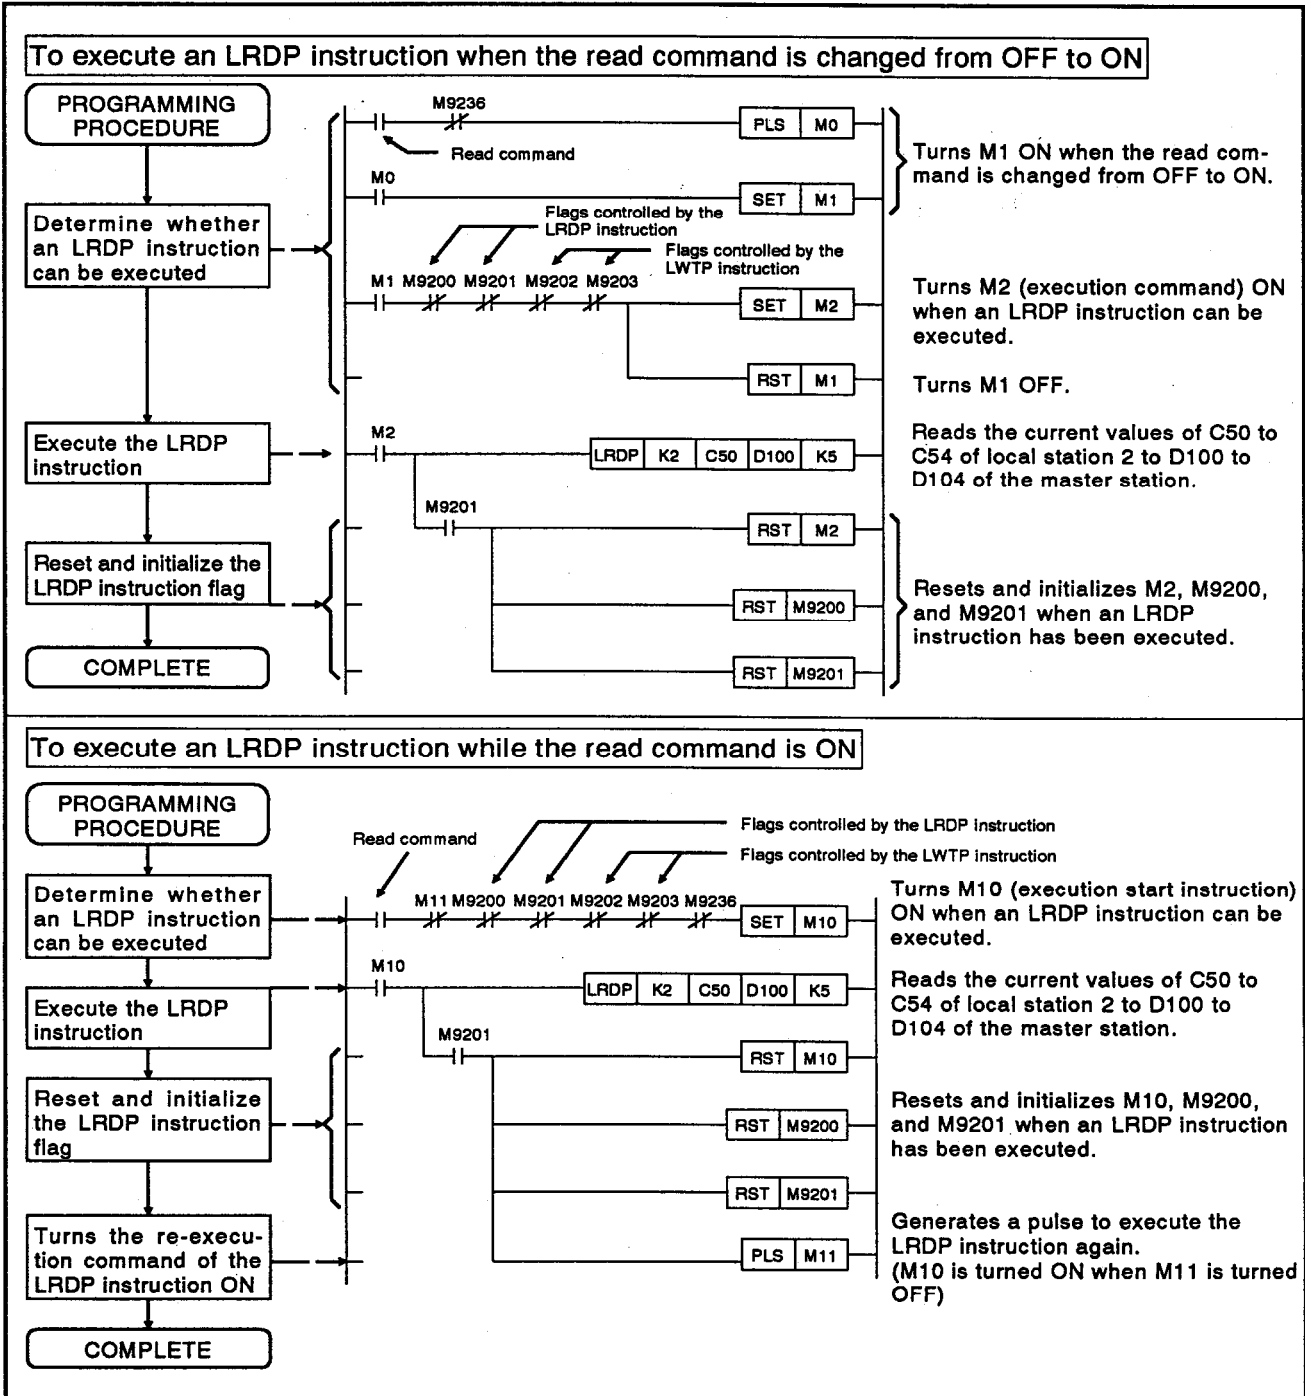 To execute an LRDP instruction when the read command is changed from OFF to ON
PROGRAMMING
PROCEDURE
Determine whether
an LRDP instruction
can be executed
Execute the LRDP
instruction
Reset and initialize the
LRDP instruction flag
COMPLETE
M9236
PLS M0
Read command
M0
SET M1
Turns M1 ON when the read com-
mand is changed from OFF to ON.
Flags controlled by the
LRDP instruction
Flags controlled by the
LWTP instruction
M1 M9200 M9201 M9202 M9203
SET M2
Turns M2 (execution command) ON
when an LRDP instruction can be
executed.
RST M1
Turns M1 OFF.
M2
LRDP K2 C50 D100 K5
Reads the current values of C50 to
C54 of local station 2 to D100 to
D104 of the master station.
M9201
RST M2
RST M9200
RST M9201
Resets and initializes M2, M9200,
and M9201 when an LRDP
instruction has been executed.
To execute an LRDP instruction while the read command is ON
PROGRAMMING
PROCEDURE
Determine whether
an LRDP instruction
can be executed
Execute the LRDP
instruction
Reset and initialize
the LRDP instruction
flag
Turns the re-execu-
tion command of the
LRDP instruction ON
COMPLETE
Read command
Flags controlled by the LRDP instruction
Flags controlled by the LWTP instruction
M11 M9200 M9201 M9202 M9203 M9236
SET M10
Turns M10 (execution start instruction)
ON when an LRDP instruction can be
executed.
M10
LRDP K2 C50 D100 K5
Reads the current values of C50 to
C54 of local station 2 to D100 to
D104 of the master station.
M9201
RST M10
RST M9200
RST M9201
Resets and initializes M10, M9200,
and M9201 when an LRDP instruction
has been executed.
PLS M11
Generates a pulse to execute the
LRDP instruction again.
(M10 is turned ON when M11 is turned
OFF)